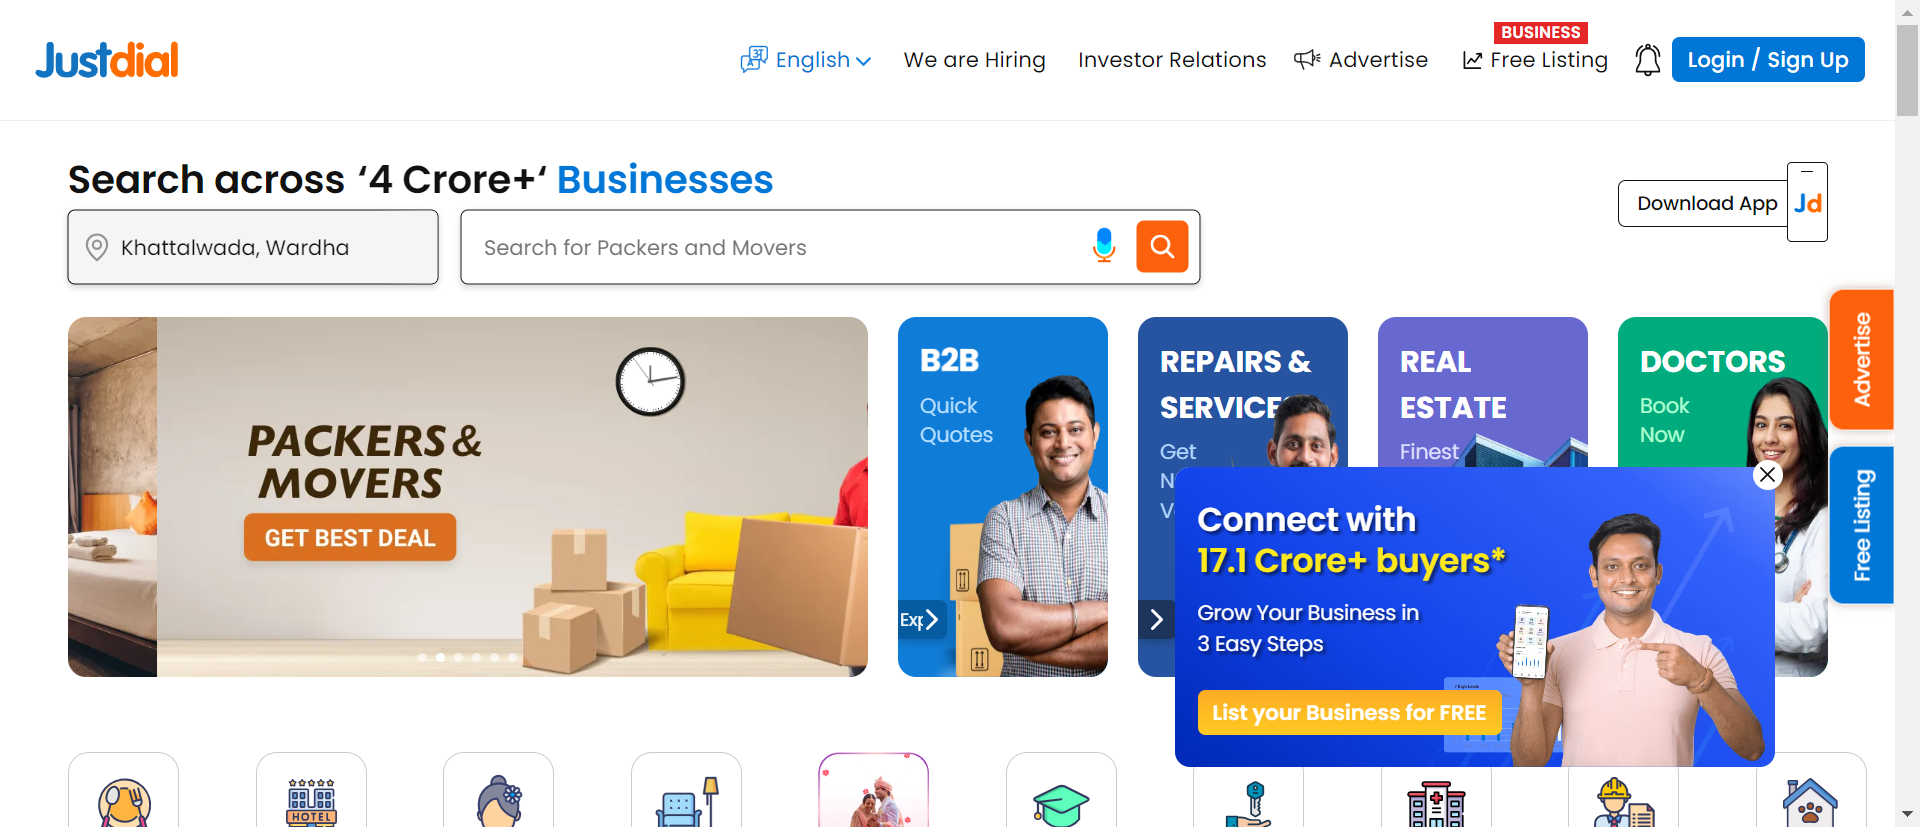 Justdial
English
We are Hiring
Investor Relations
Advertise
BUSINESS
Free Listing
Login / Sign Up
Search across ‘4 Crore+‘ Businesses
Khattalwada, Wardha
Search for Packers and Movers
Download App
Jd
PACKERS &
MOVERS
GET BEST DEAL
B2B
Quick
Quotes
Exp
REPAIRS &
SERVICES
Get
REAL
ESTATE
Finest
DOCTORS
Book
Now
Advertise
Free Listing
Connect with
17.1 Crore+ buyers*
Grow Your Business in
3 Easy Steps
List your Business for FREE
HOTEL